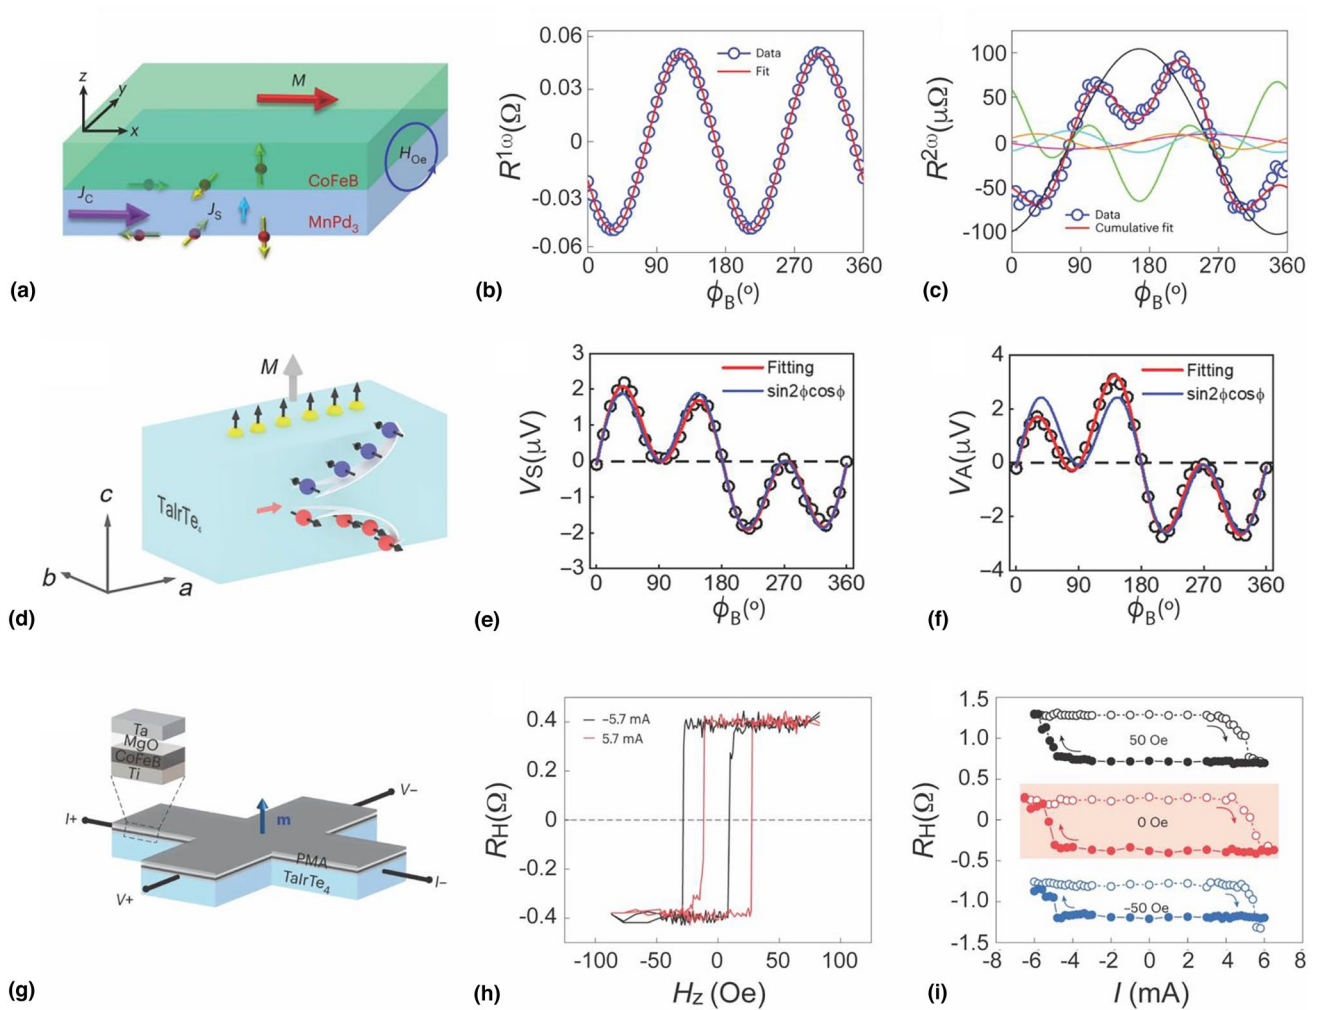 z
y
x
M
H_Oe
CoFeB
J_C
J_S
MnPd₃
(a)
0.06
0.03
0
-0.03
-0.06
R^1ω(Ω)
Data
Fit
0 90 180 270 360
ϕ_B(°)
(b)
100
50
0
-50
-100
R^2ω(μΩ)
Data
Cumulative fit
0 90 180 270 360
ϕ_B(°)
(c)
M
c
b
a
TaIrTe₄
(d)
3
2
1
0
−1
−2
−3
V_S(μV)
Fitting
sin2ϕcosϕ
0 90 180 270 360
ϕ_B(°)
(e)
4
2
0
−2
−4
V_A(μV)
Fitting
sin2ϕcosϕ
0 90 180 270 360
ϕ_B(°)
(f)
Ta
MgO
CoFeB
Ti
I+
V−
m
PMA
TaIrTe₄
V+
I−
(g)
0.4
0.2
0
-0.2
-0.4
R_H(Ω)
−5.7 mA
5.7 mA
-100 -50 0 50 100
H_Z (Oe)
(h)
1.5
1.0
0.5
0
-0.5
-1.0
-1.5
R_H(Ω)
50 Oe
0 Oe
−50 Oe
-8 -6 -4 -2 0 2 4 6 8
I (mA)
(i)